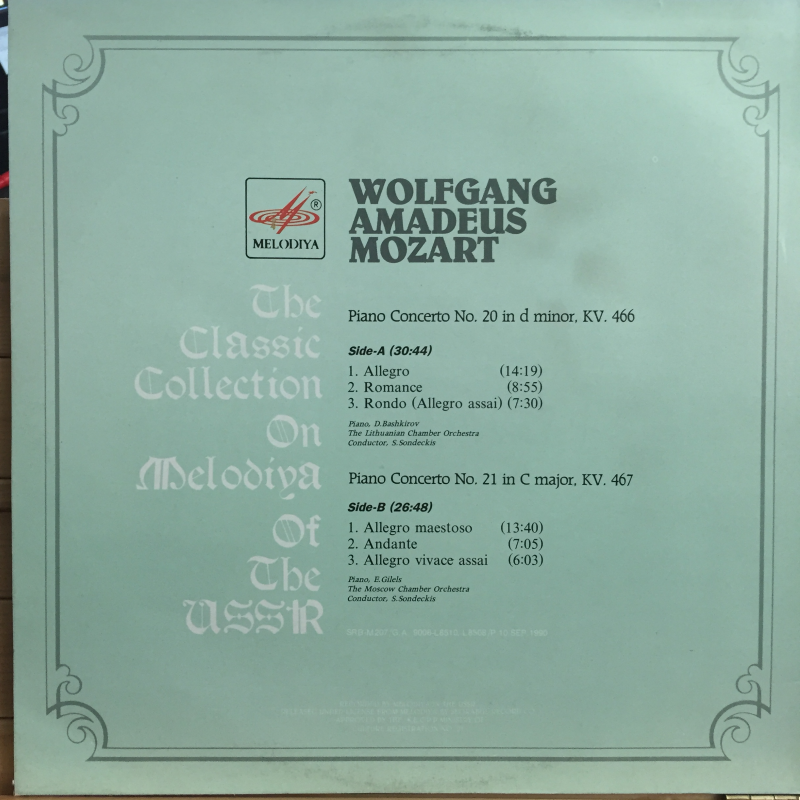 WOLFGANG
AMADEUS
MOZART
®
MELODIYA
The
Classic
Collection
On
Melodiya
Of
The
USSR
Piano Concerto No. 20 in d minor, KV. 466
Side-A (30:44)
1. Allegro (14:19)
2. Romance (8:55)
3. Rondo (Allegro assai) (7:30)
Piano, D.Bashkirov
The Lithuanian Chamber Orchestra
Conductor, S.Sondeckis
Piano Concerto No. 21 in C major, KV. 467
Side-B (26:48)
1. Allegro maestoso (13:40)
2. Andante (7:05)
3. Allegro vivace assai (6:03)
Piano, E.Gilels
The Moscow Chamber Orchestra
Conductor, S.Sondeckis